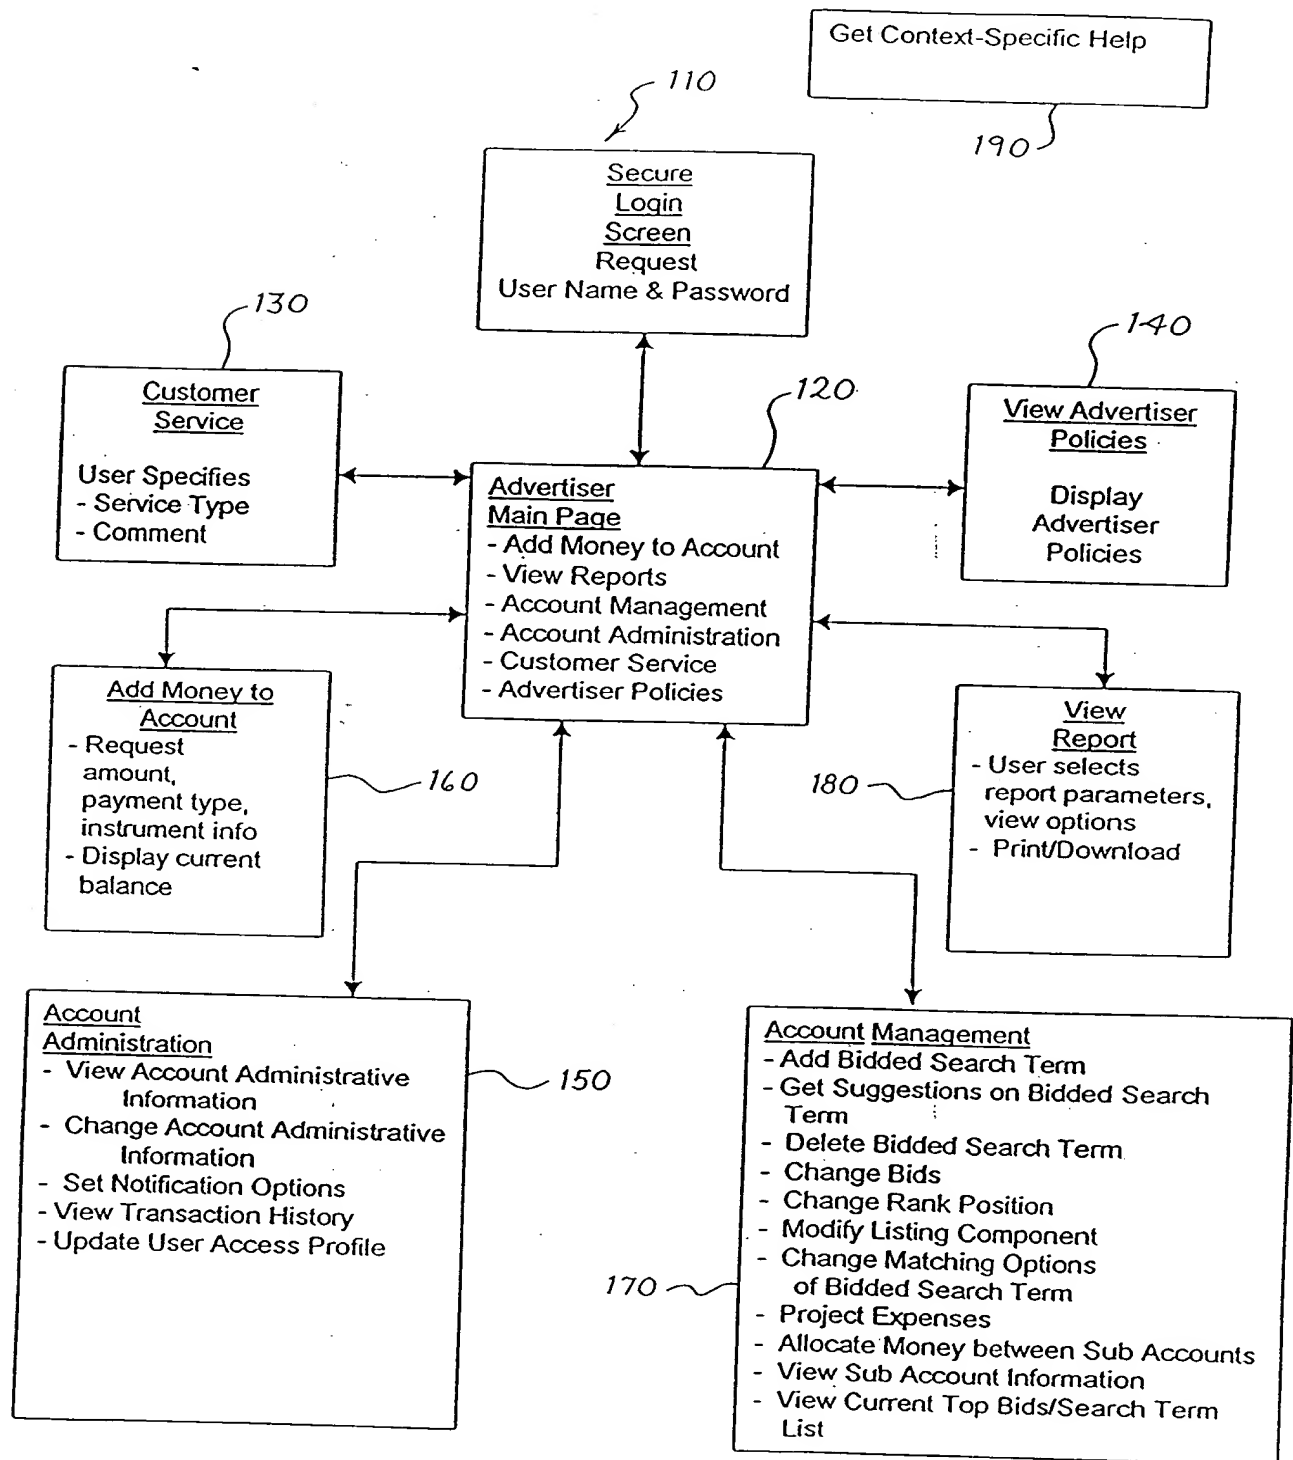 Get Context-Specific Help
190
110
Secure
Login
Screen
Request
User Name & Password
130
Customer
Service
User Specifies
- Service Type
- Comment
120
Advertiser
Main Page
- Add Money to Account
- View Reports
- Account Management
- Account Administration
- Customer Service
- Advertiser Policies
140
View Advertiser
Policies
Display
Advertiser
Policies
Add Money to
Account
- Request
amount,
payment type,
instrument info
- Display current
balance
160
View
Report
- User selects
report parameters,
view options
- Print/Download
180
Account
Administration
- View Account Administrative
Information
- Change Account Administrative
Information
- Set Notification Options
- View Transaction History
- Update User Access Profile
150
Account Management
- Add Bidded Search Term
- Get Suggestions on Bidded Search
Term
- Delete Bidded Search Term
- Change Bids
- Change Rank Position
- Modify Listing Component
- Change Matching Options
of Bidded Search Term
- Project Expenses
- Allocate Money between Sub Accounts
- View Sub Account Information
- View Current Top Bids/Search Term
List
170